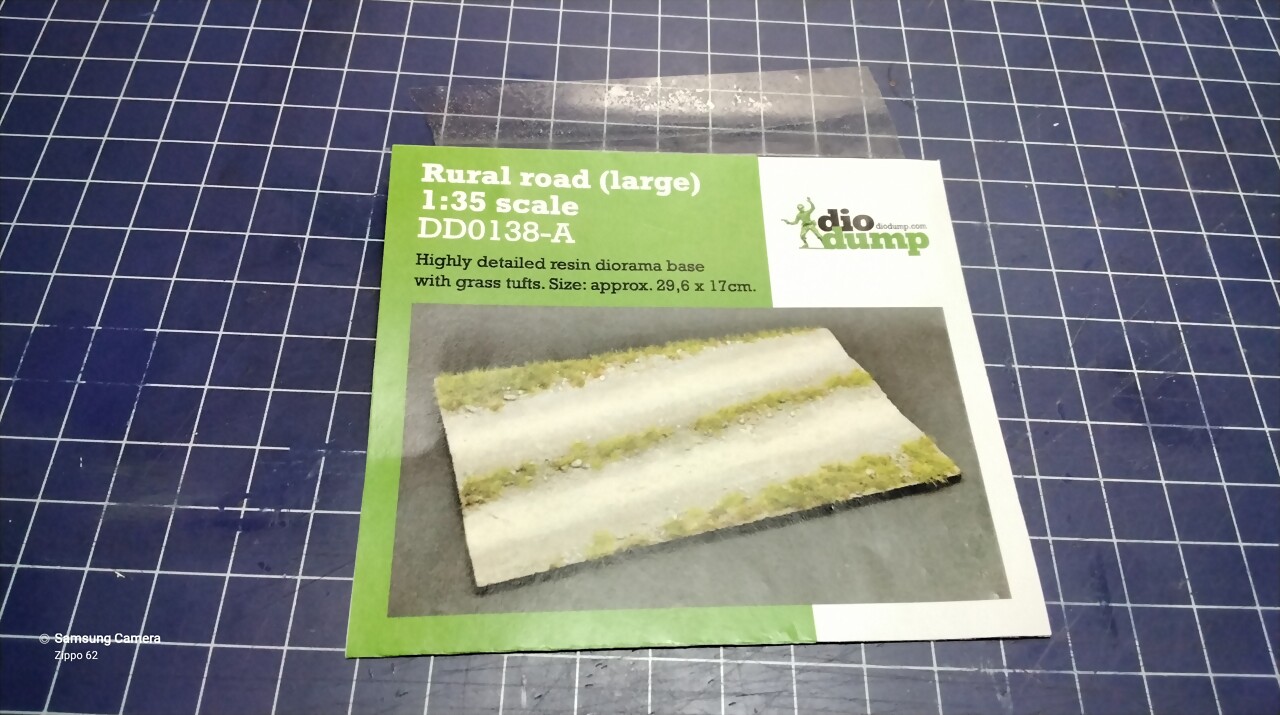 Rural road (large)
1:35 scale
DD0138-A
Highly detailed resin diorama base
with grass tufts. Size: approx. 29,6 x 17cm.
dio
diodump.com
dump
© Samsung Camera
Zippo 62